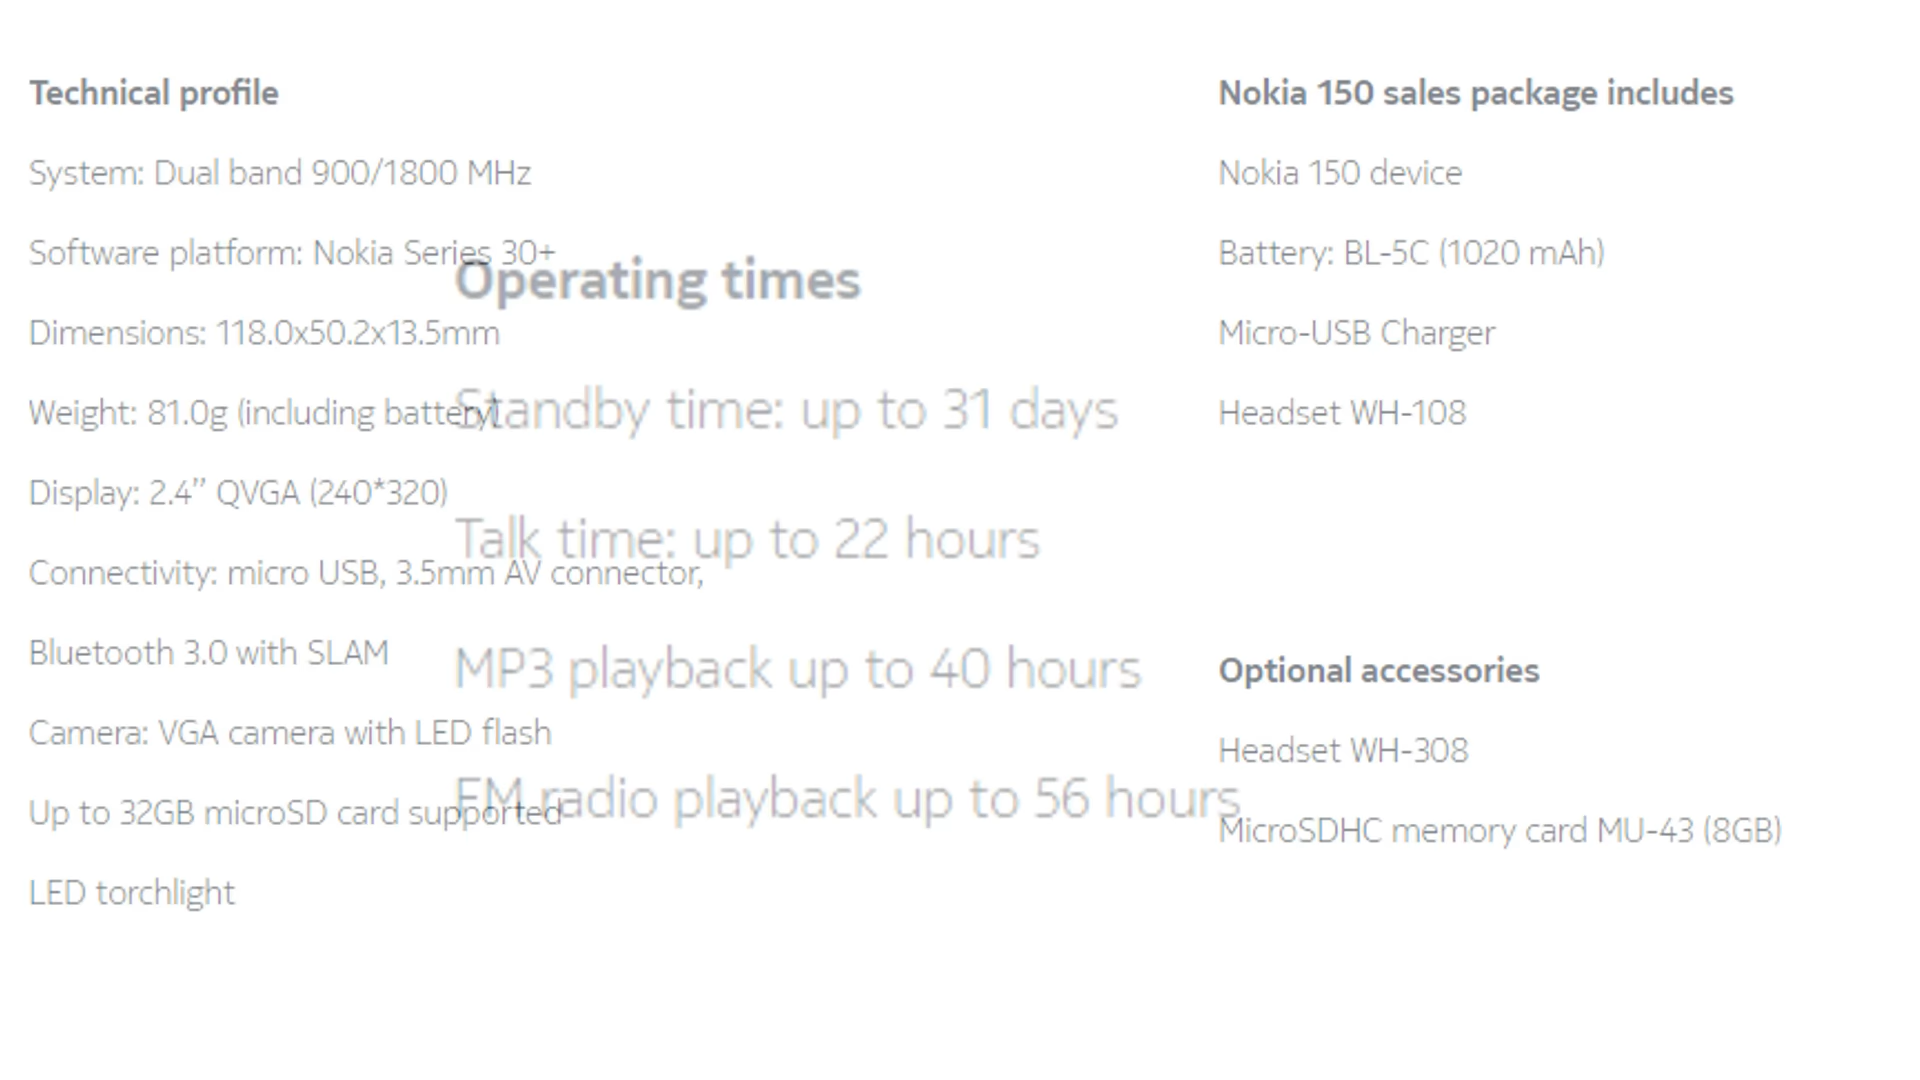 Technical profile
System: Dual band 900/1800 MHz
Software platform: Nokia Series 30+
Dimensions: 118.0x50.2x13.5mm
Weight: 81.0g (including battery)
Display: 2.4” QVGA (240*320)
Connectivity: micro USB, 3.5mm AV connector,
Bluetooth 3.0 with SLAM
Camera: VGA camera with LED flash
Up to 32GB microSD card supported
LED torchlight
Operating times
Standby time: up to 31 days
Talk time: up to 22 hours
MP3 playback up to 40 hours
FM radio playback up to 56 hours
Nokia 150 sales package includes
Nokia 150 device
Battery: BL-5C (1020 mAh)
Micro-USB Charger
Headset WH-108
Optional accessories
Headset WH-308
MicroSDHC memory card MU-43 (8GB)